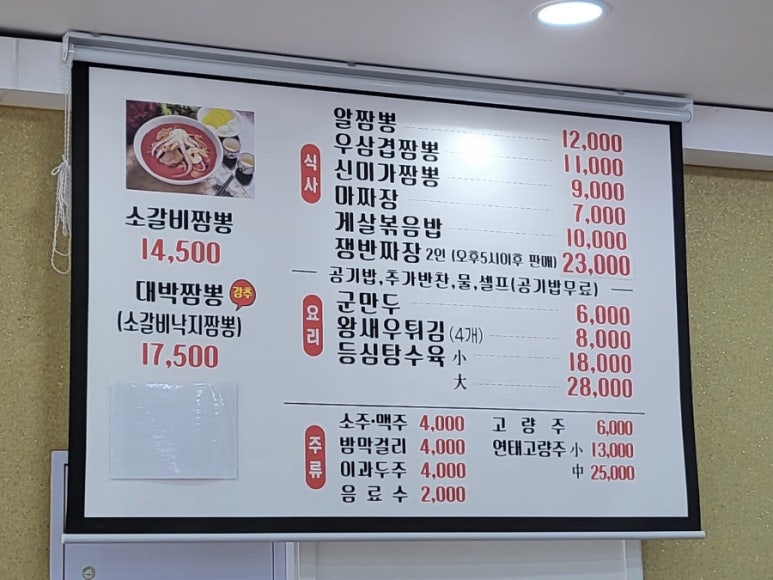 소갈비짬뽕
14,500
대박짬뽕 강추
(소갈비낙지짬뽕)
17,500
식사
알짬뽕 12,000
우삼겹짬뽕 11,000
신미가짬뽕 9,000
마짜장 7,000
게살볶음밥 10,000
쟁반짜장 2인 (오후5시이후 판매) 23,000
공기밥,추가반찬,물,셀프(공기밥무료)
요리
군만두 6,000
왕새우튀김(4개) 8,000
등심탕수육 小 18,000
大 28,000
주류
소주·맥주 4,000 고량주 6,000
밤막걸리 4,000 연태고량주 小 13,000
이과두주 4,000 中 25,000
음료수 2,000